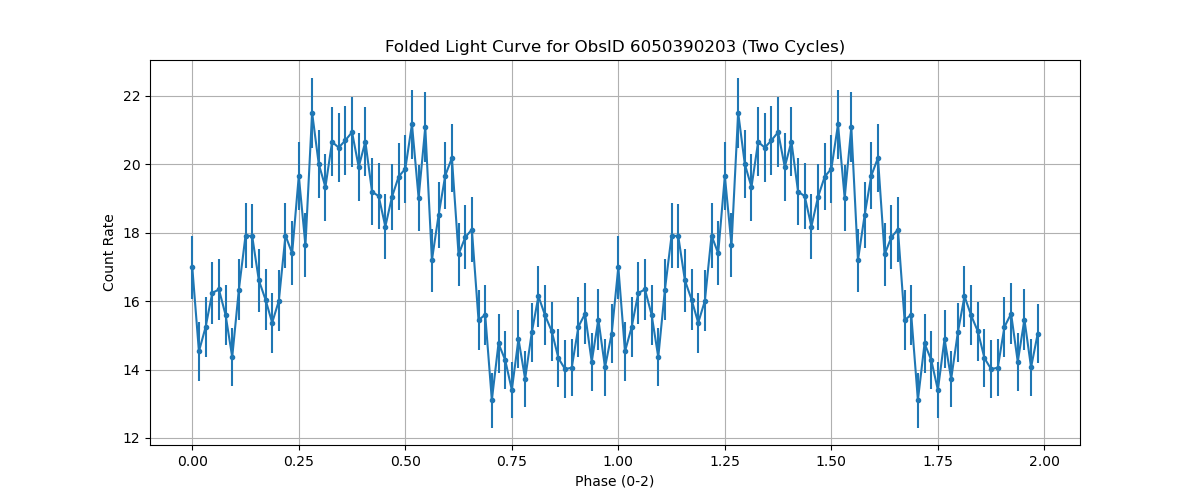 Folded Light Curve for ObsID 6050390203 (Two Cycles)
Count Rate
22
20
18
16
14
12
0.00 0.25 0.50 0.75 1.00 1.25 1.50 1.75 2.00
Phase (0-2)